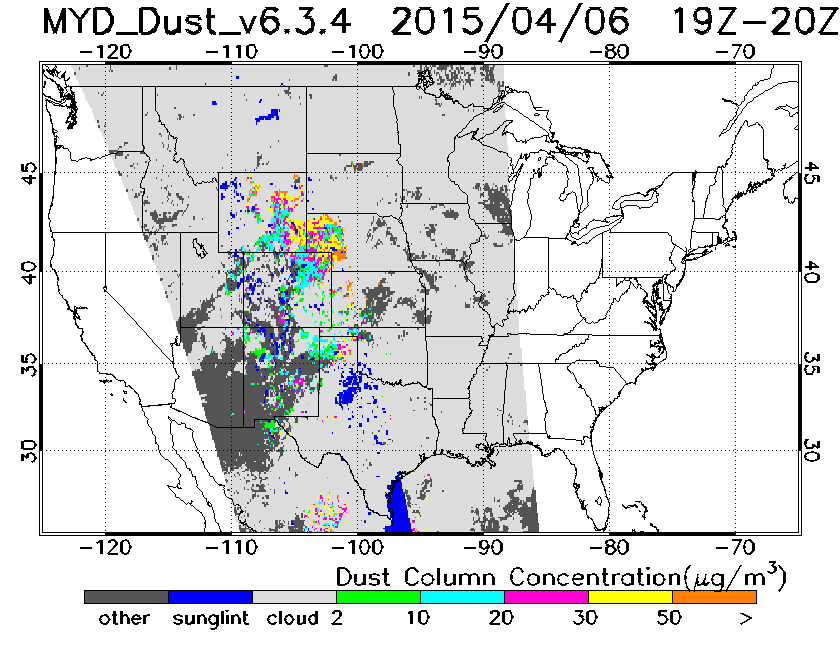 MYD_Dust_v6.3.4 2015/04/06 19Z-20Z
-120 -110 -100 -90 -80 -70
45 45
40 40
35 35
30 30
-120 -110 -100 -90 -80 -70
Dust Column Concentration(μg/m³)
other sunglint cloud 2 10 20 30 50 >